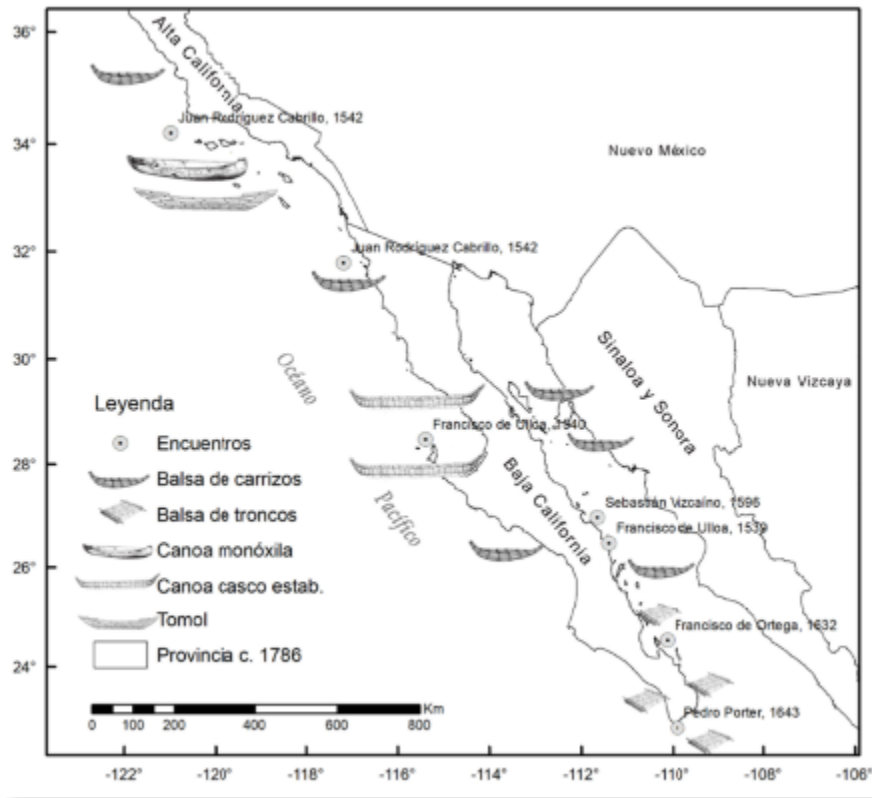 36°
34°
32°
30°
28°
26°
24°
Alta California
Juan Rodríguez Cabrillo, 1542
Nuevo México
Juan Rodríguez Cabrillo, 1542
Océano
Pacífico
Sinaloa y Sonora
Nueva Vizcaya
Francisco de Ulloa, 1940
Baja California
Sebastián Vizcaíno, 1596
Francisco de Ulloa, 1539
Francisco de Ortega, 1632
Pedro Porter, 1643
Leyenda
Encuentros
Balsa de carrizos
Balsa de troncos
Canoa monóxila
Canoa casco estab.
Tomol
Provincia c. 1786
Km
0 100 200 400 600 800
-122° -120° -118° -116° -114° -112° -110° -108° -106°